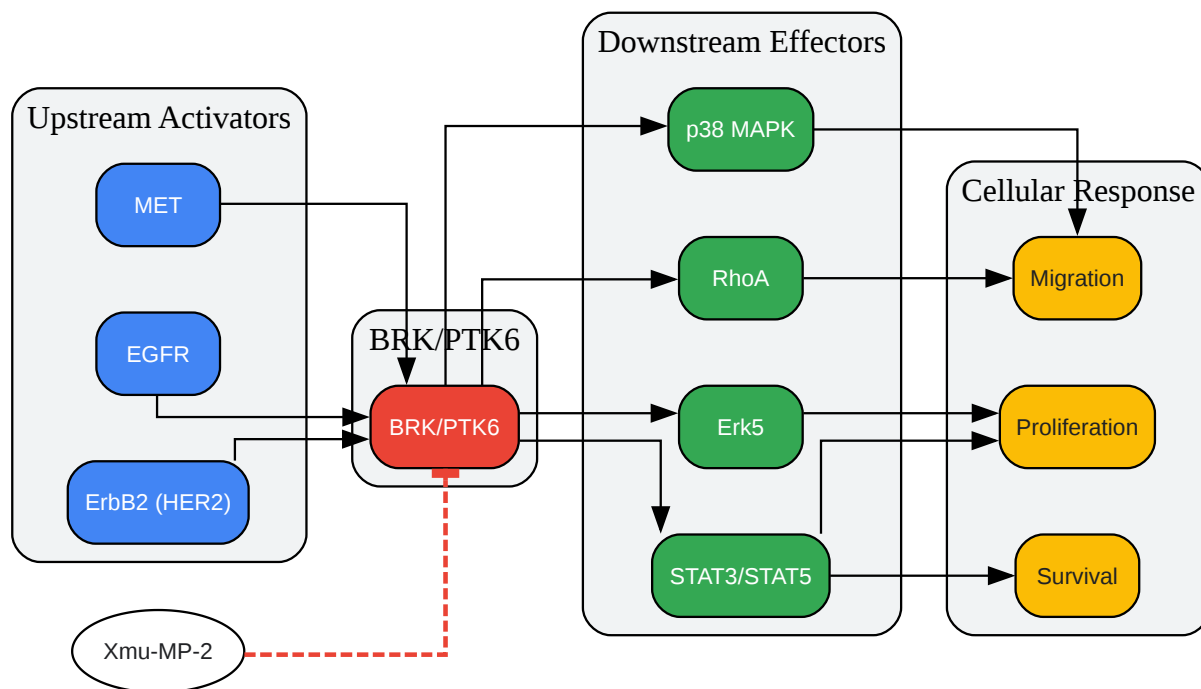 Upstream Activators
MET
EGFR
ErbB2 (HER2)
Xmu-MP-2
BRK/PTK6
BRK/PTK6
Downstream Effectors
p38 MAPK
RhoA
Erk5
STAT3/STAT5
Cellular Response
Migration
Proliferation
Survival